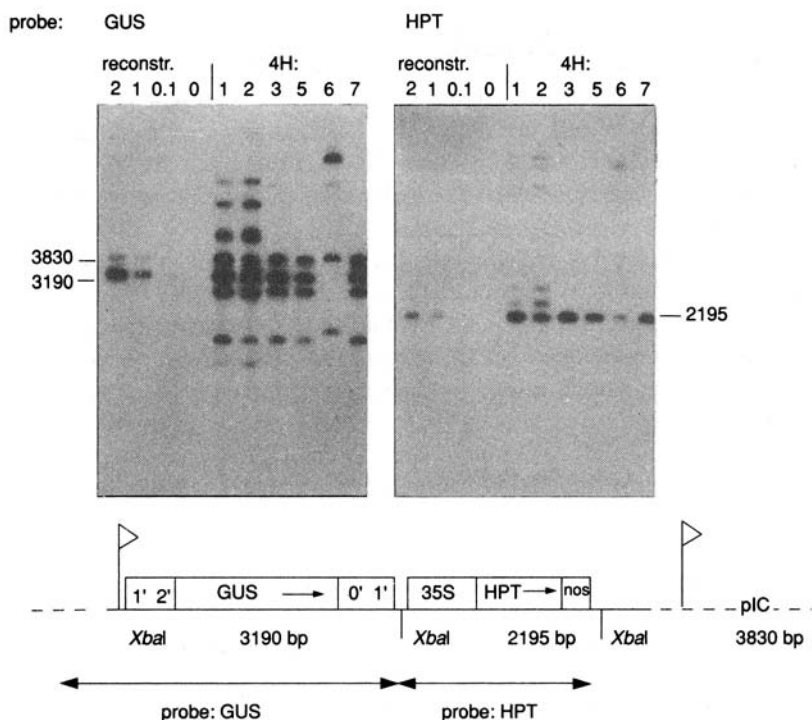 probe: GUS HPT
reconstr. 4H: reconstr. 4H:
2 1 0.1 0 1 2 3 5 6 7 2 1 0.1 0 1 2 3 5 6 7
3830
3190
2195
1' 2' GUS 0' 1' 35S HPT nos
pIC
XbaI 3190 bp XbaI 2195 bp XbaI 3830 bp
probe: GUS probe: HPT